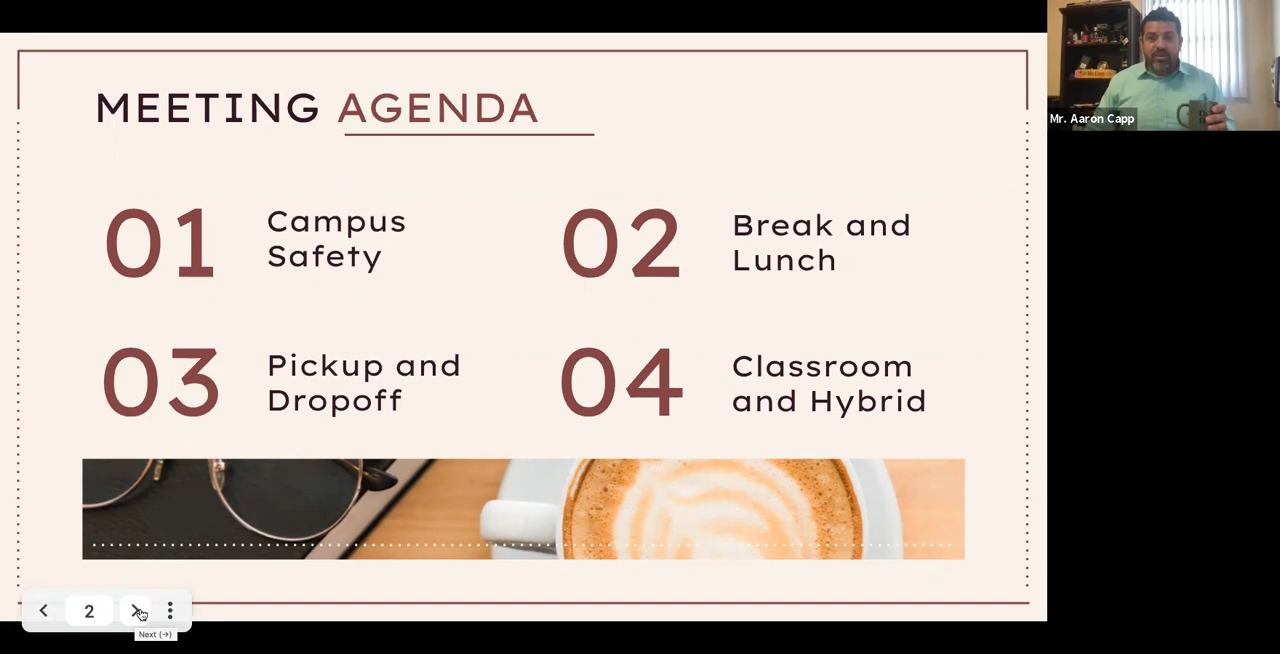 MEETING AGENDA
Mr. Aaron Capp
01
Campus
Safety
02
Break and
Lunch
03
Pickup and
Dropoff
04
Classroom
and Hybrid
2
Next (→)